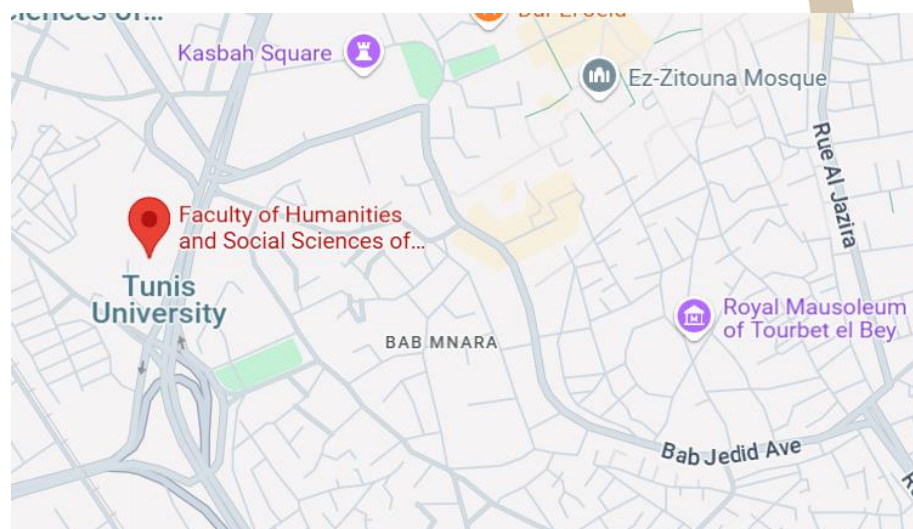 Kasbah Square
Ez-Zitouna Mosque
Rue Al Jazira
Faculty of Humanities
and Social Sciences of...
Tunis
University
Royal Mausoleum
of Tourbet el Bey
BAB MNARA
Bab Jedid Ave